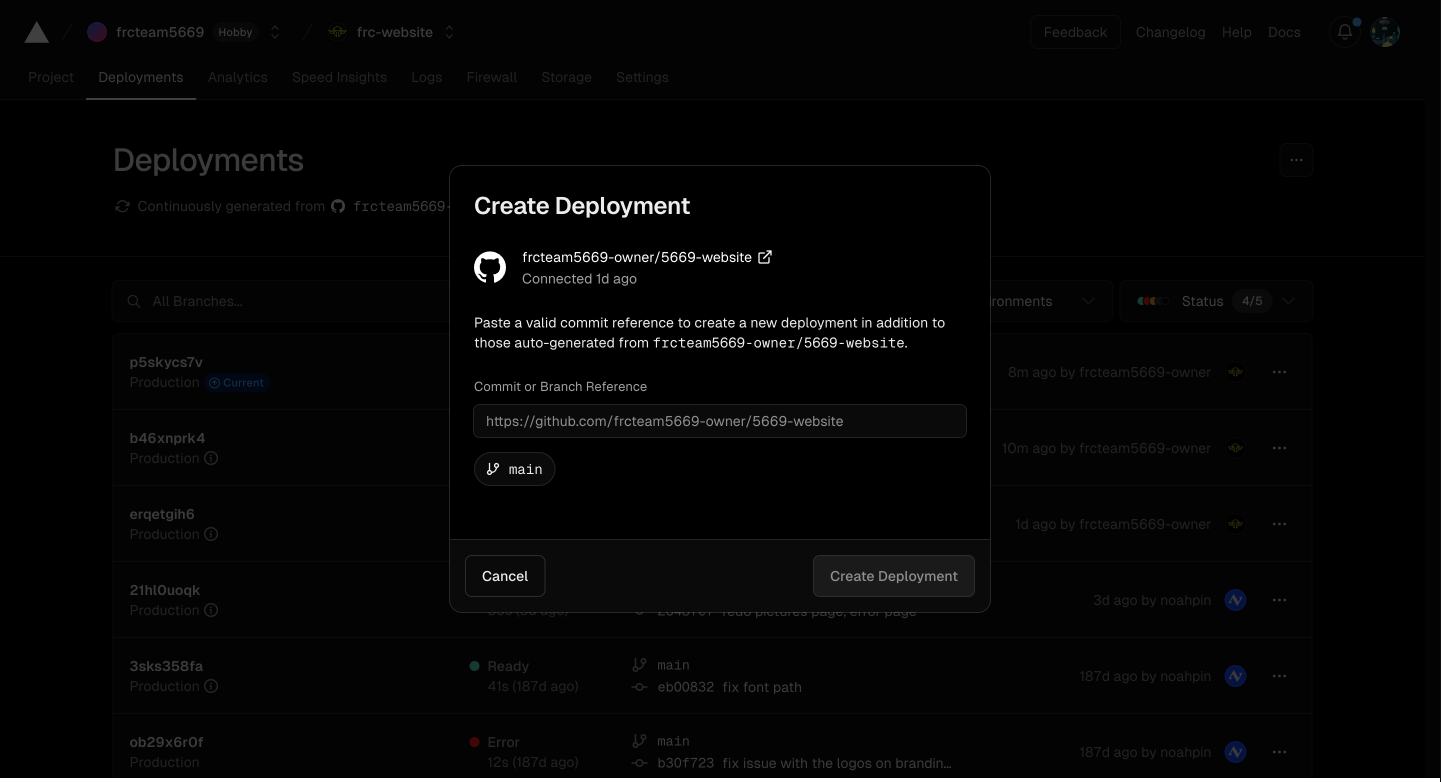 frcteam5669 Hobby frc-website Feedback Changelog Help Docs
Project Deployments Analytics Speed Insights Logs Firewall Storage Settings
Deployments
Continuously generated from frcteam5669-
Create Deployment
frcteam5669-owner/5669-website
Connected 1d ago
Paste a valid commit reference to create a new deployment in addition to
those auto-generated from frcteam5669-owner/5669-website.
Commit or Branch Reference
https://github.com/frcteam5669-owner/5669-website
main
Cancel Create Deployment
All Branches... ronments Status 4/5
p5skycs7v
Production Current
8m ago by frcteam5669-owner
b46xnprk4
Production
10m ago by frcteam5669-owner
erqetgih6
Production
1d ago by frcteam5669-owner
21hl0uoqk
Production
redo pictures page, error page
3d ago by noahpin
3sks358fa
Production
Ready
41s (187d ago)
main
eb00832 fix font path
187d ago by noahpin
ob29x6r0f
Production
Error
12s (187d ago)
main
b30f723 fix issue with the logos on brandin...
187d ago by noahpin